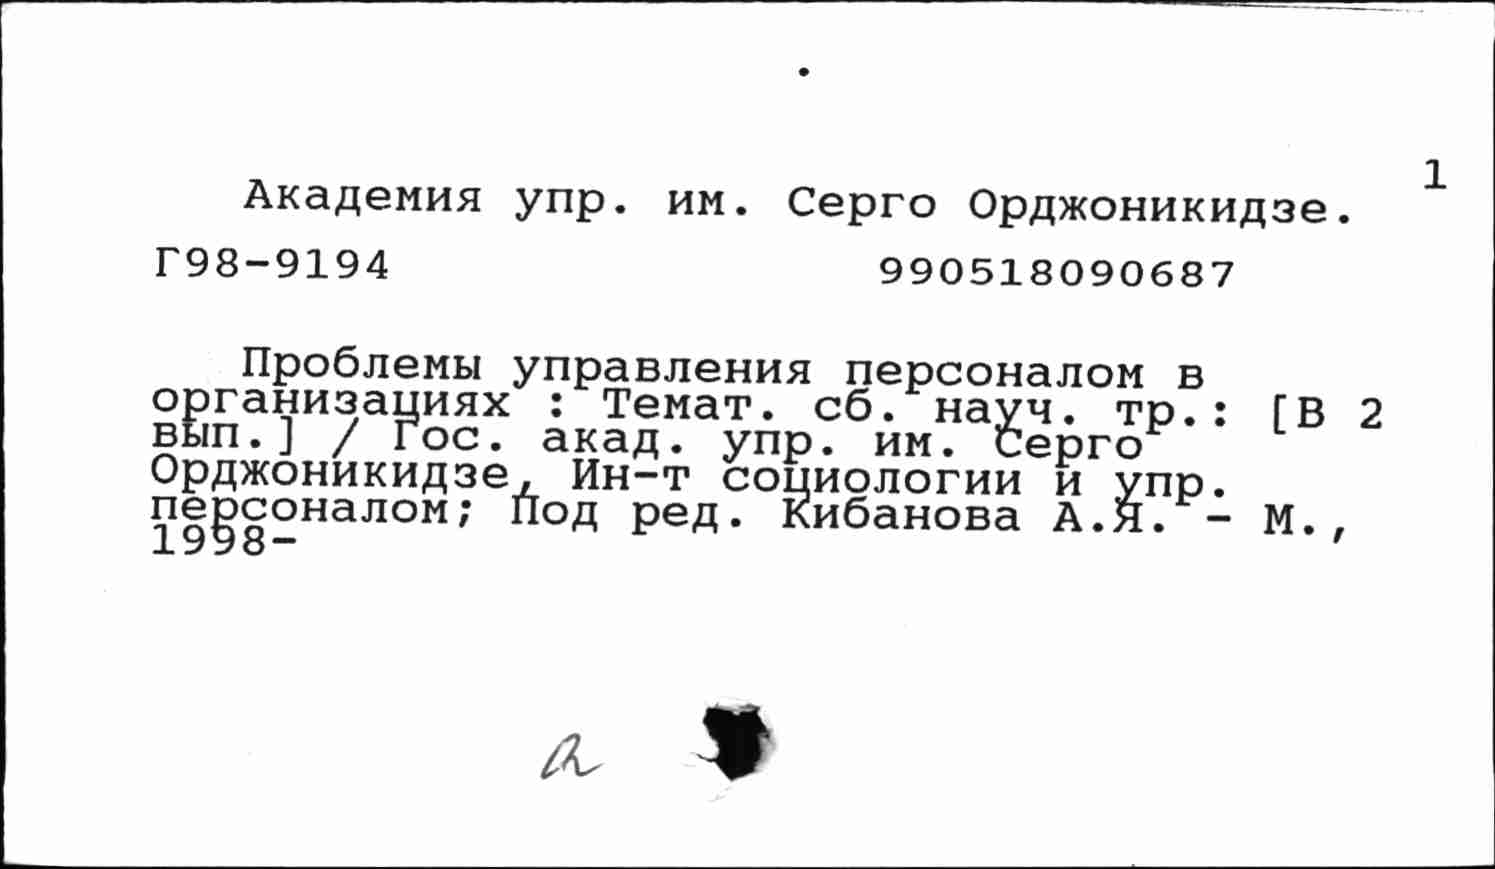 1
Академия упр. им. Серго Орджоникидзе.
Г98-9194 990518090687
Проблемы управления персоналом в
организациях : Темат. сб. науч. тр.: [В 2
вып.] / Гос. акад. упр. им. Серго
Орджоникидзе, Ин-т социологии и упр.
персоналом; Под ред. Кибанова А.Я. - М.,
1998-
а